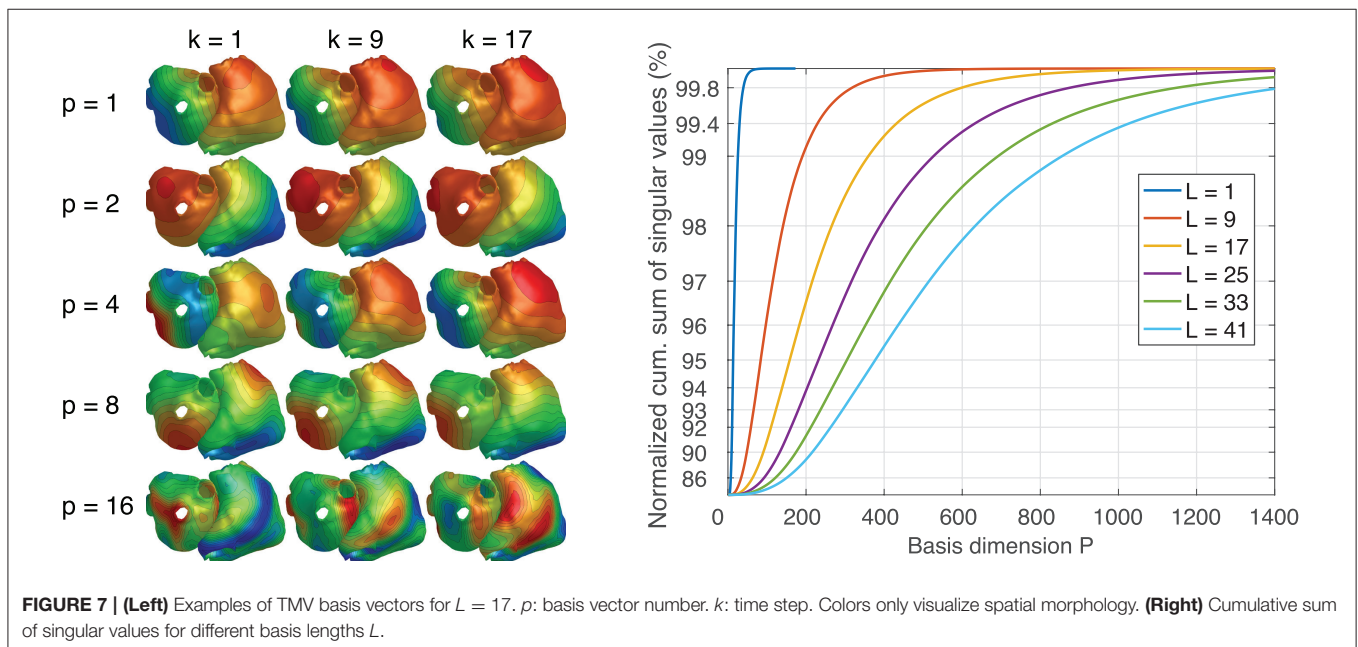 k = 1 k = 9 k = 17
p = 1
p = 2
p = 4
p = 8
p = 16
Normalized cum. sum of singular values (%)
99.8
99.4
99
98
97
96
95
94
93
92
90
86
0 200 400 600 800 1000 1200 1400
Basis dimension P
L = 1
L = 9
L = 17
L = 25
L = 33
L = 41
FIGURE 7 | (Left) Examples of TMV basis vectors for L = 17. p: basis vector number. k: time step. Colors only visualize spatial morphology. (Right) Cumulative sum
of singular values for different basis lengths L.